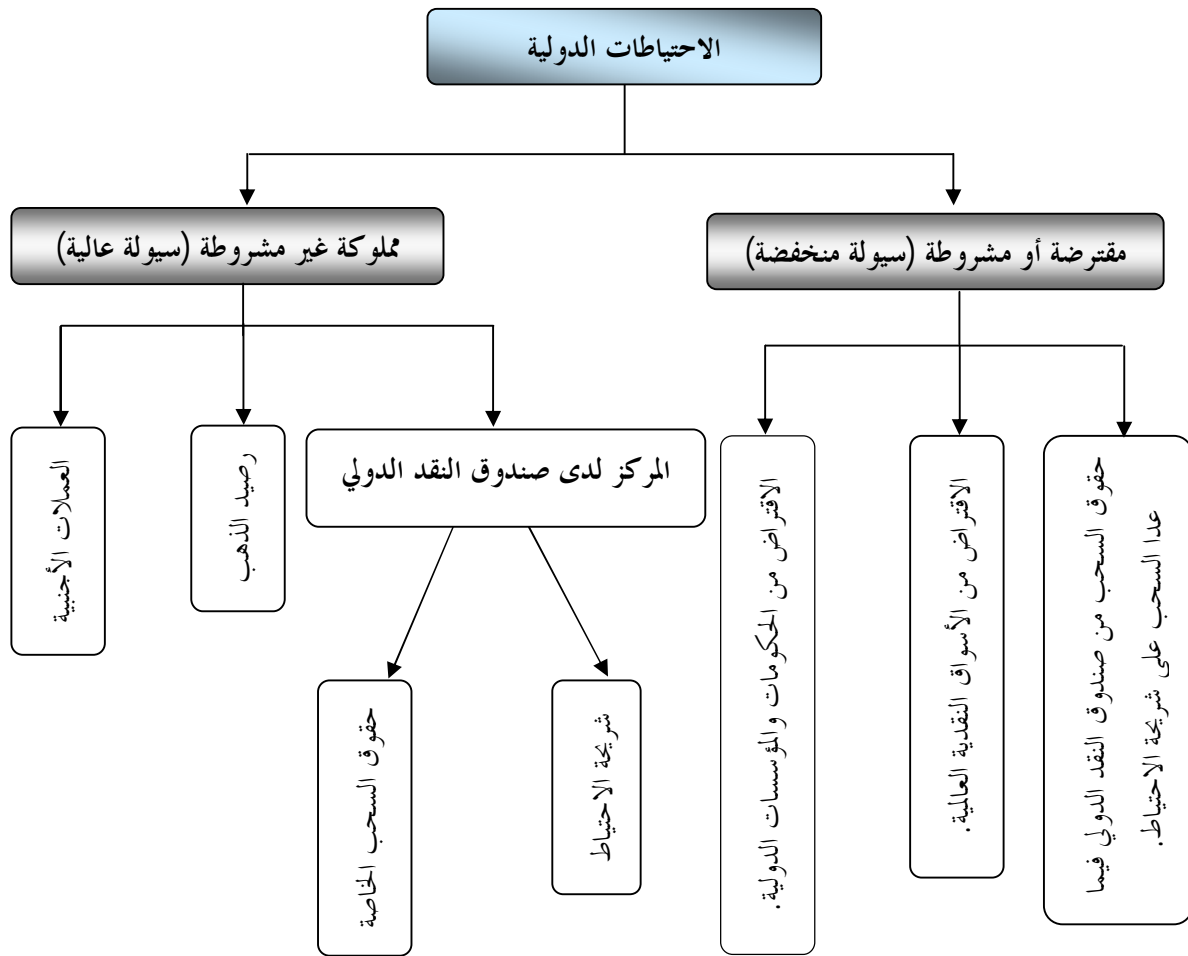 الاحتياطات الدولية
مقترضة أو مشروطة (سيولة منخفضة)
مملوكة غير مشروطة (سيولة عالية)
حقوق السحب من صندوق النقد الدولي فيما
عدا السحب على شريحة الاحتياط.
الاقتراض من الأسواق النقدية العالمية.
الاقتراض من الحكومات والمؤسسات الدولية.
المركز لدى صندوق النقد الدولي
رصيد الذهب
العملات الأجنبية
شريحة الاحتياط
حقوق السحب الخاصة